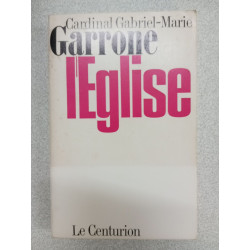 Cardinal Gabriel-Marie
Garrone
l'Eglise
Le Centurion